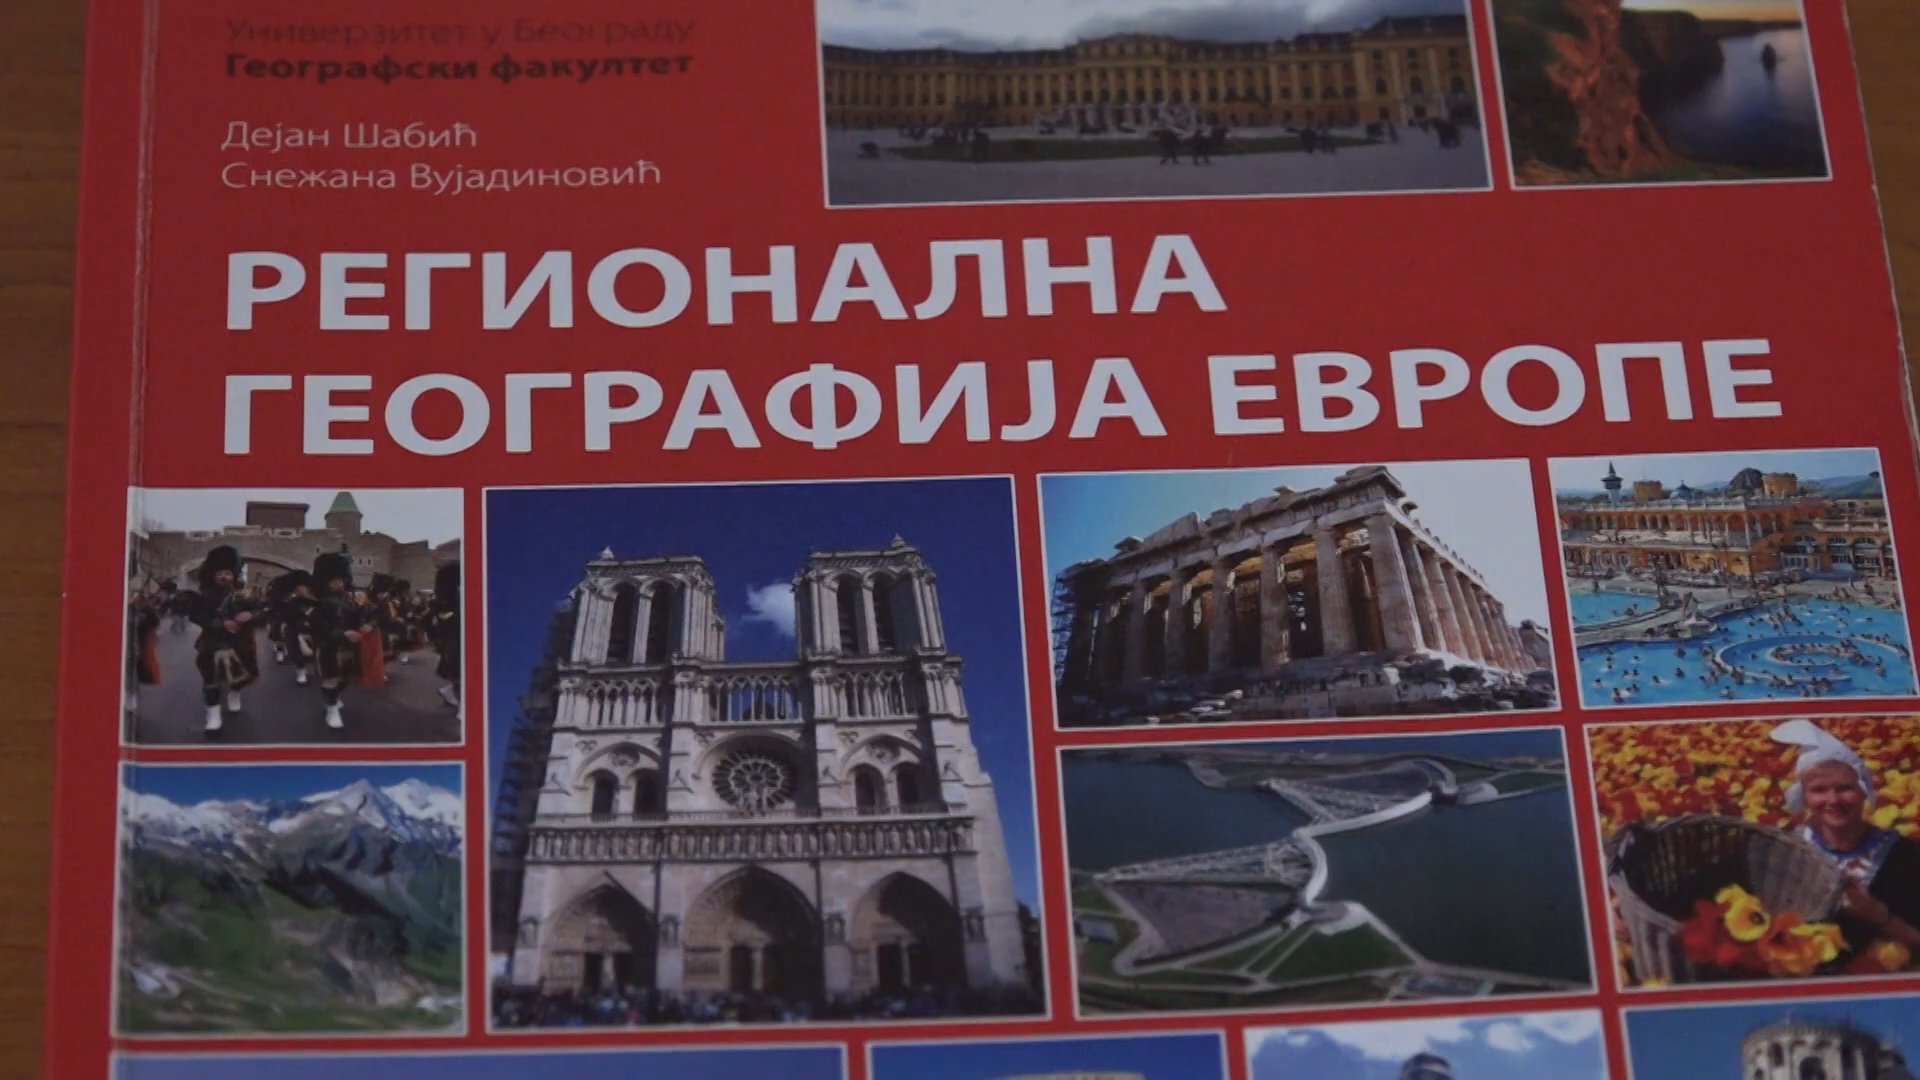 Универзитет у Београду
Географски факултет
Дејан Шабић
Снежана Вујадиновић
РЕГИОНАЛНА
ГЕОГРАФИЈА ЕВРОПЕ